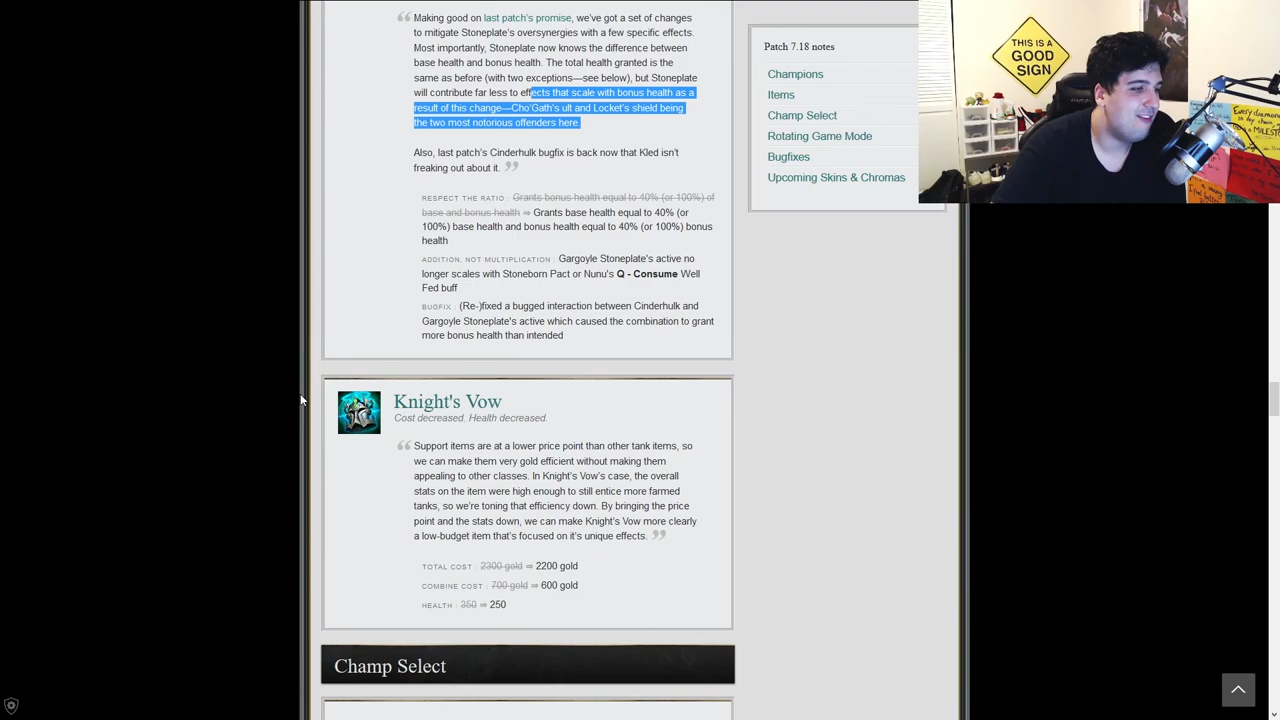 Making good on last patch's promise, we've got a set of changes
to mitigate Stoneplate's oversynergies with a few specific effects.
Most importantly, Stoneplate now knows the difference between
base health and bonus health. The total health granted is the
same as before (with two exceptions—see below), but Stoneplate
will contribute far less to effects that scale with bonus health as a
result of this change—Cho'Gath's ult and Locket's shield being
the two most notorious offenders here.
Also, last patch's Cinderhulk bugfix is back now that Kled isn't
freaking out about it.
RESPECT THE RATIO : Grants bonus health equal to 40% (or 100%) of
base and bonus health ⇒ Grants base health equal to 40% (or
100%) base health and bonus health equal to 40% (or 100%) bonus
health
ADDITION, NOT MULTIPLICATION : Gargoyle Stoneplate's active no
longer scales with Stoneborn Pact or Nunu's Q - Consume Well
Fed buff
BUGFIX : (Re-)fixed a bugged interaction between Cinderhulk and
Gargoyle Stoneplate's active which caused the combination to grant
more bonus health than intended
Knight's Vow
Cost decreased. Health decreased.
Support items are at a lower price point than other tank items, so
we can make them very gold efficient without making them
appealing to other classes. In Knight's Vow's case, the overall
stats on the item were high enough to still entice more farmed
tanks, so we're toning that efficiency down. By bringing the price
point and the stats down, we can make Knight's Vow more clearly
a low-budget item that's focused on it's unique effects.
TOTAL COST : 2300 gold ⇒ 2200 gold
COMBINE COST : 700 gold ⇒ 600 gold
HEALTH : 350 ⇒ 250
Champ Select
Patch 7.18 notes
Champions
Items
Champ Select
Rotating Game Mode
Bugfixes
Upcoming Skins & Chromas
THIS IS A
GOOD
SIGN
Every diamond